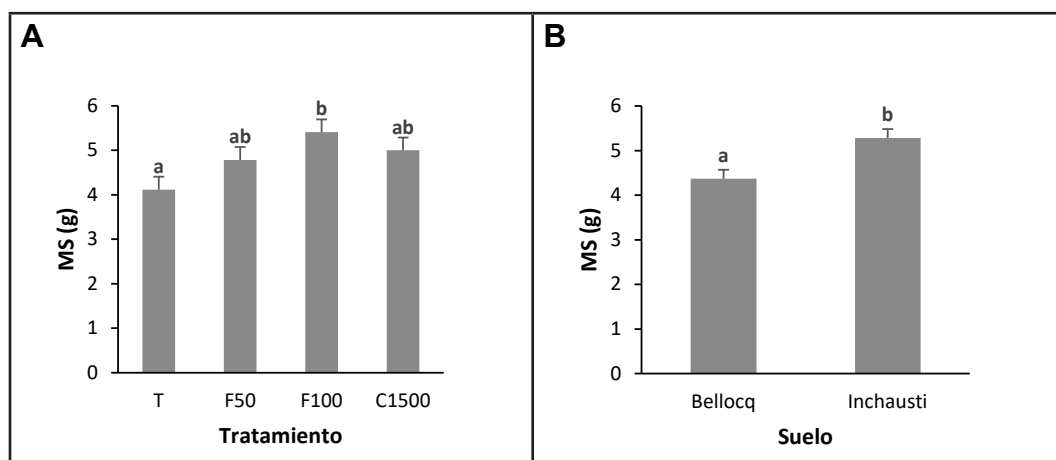 A
6
5
4
3
2
1
0
MS (g)
a
ab
b
ab
T F50 F100 C1500
Tratamiento
B
6
5
4
3
2
1
0
MS (g)
a
b
Bellocq Inchausti
Suelo